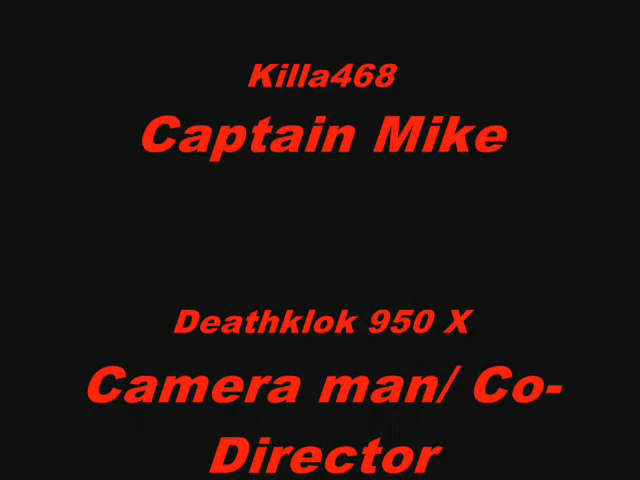 Killa468
Captain Mike
Deathklok 950 X
Camera man/ Co-
Director